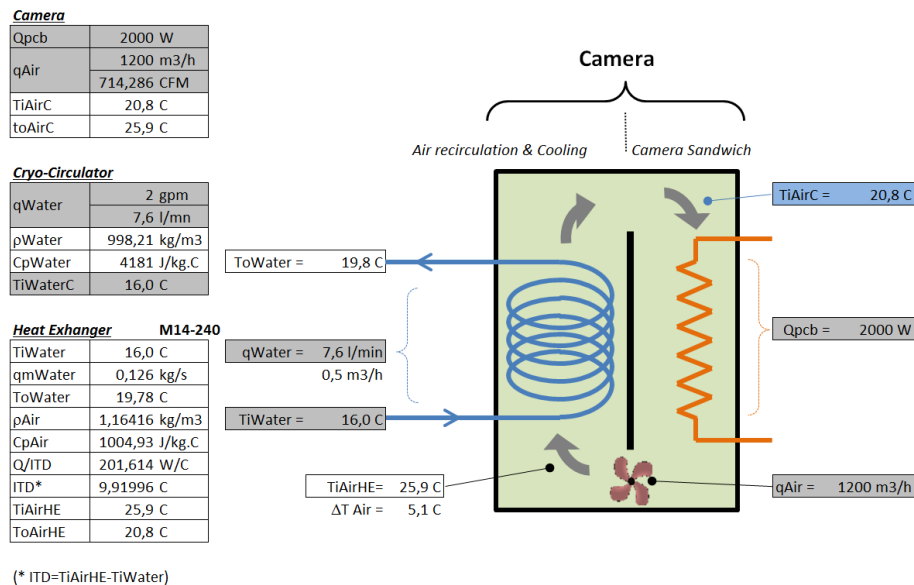 Camera
Qpcb 2000 W
qAir 1200 m3/h
714,286 CFM
TiAirC 20,8 C
toAirC 25,9 C
Cryo-Circulator
qWater 2 gpm
7,6 l/mn
ρWater 998,21 kg/m3
CpWater 4181 J/kg.C
TiWaterC 16,0 C
Heat Exhanger M14-240
TiWater 16,0 C
qmWater 0,126 kg/s
ToWater 19,78 C
ρAir 1,16416 kg/m3
CpAir 1004,93 J/kg.C
Q/ITD 201,614 W/C
ITD* 9,91996 C
TiAirHE 25,9 C
ToAirHE 20,8 C
(* ITD=TiAirHE-TiWater)
Camera
Air recirculation & Cooling
Camera Sandwich
TiAirC = 20,8 C
ToWater = 19,8 C
qWater = 7,6 l/min
0,5 m3/h
Qpcb = 2000 W
TiWater = 16,0 C
TiAirHE= 25,9 C
ΔT Air = 5,1 C
qAir = 1200 m3/h